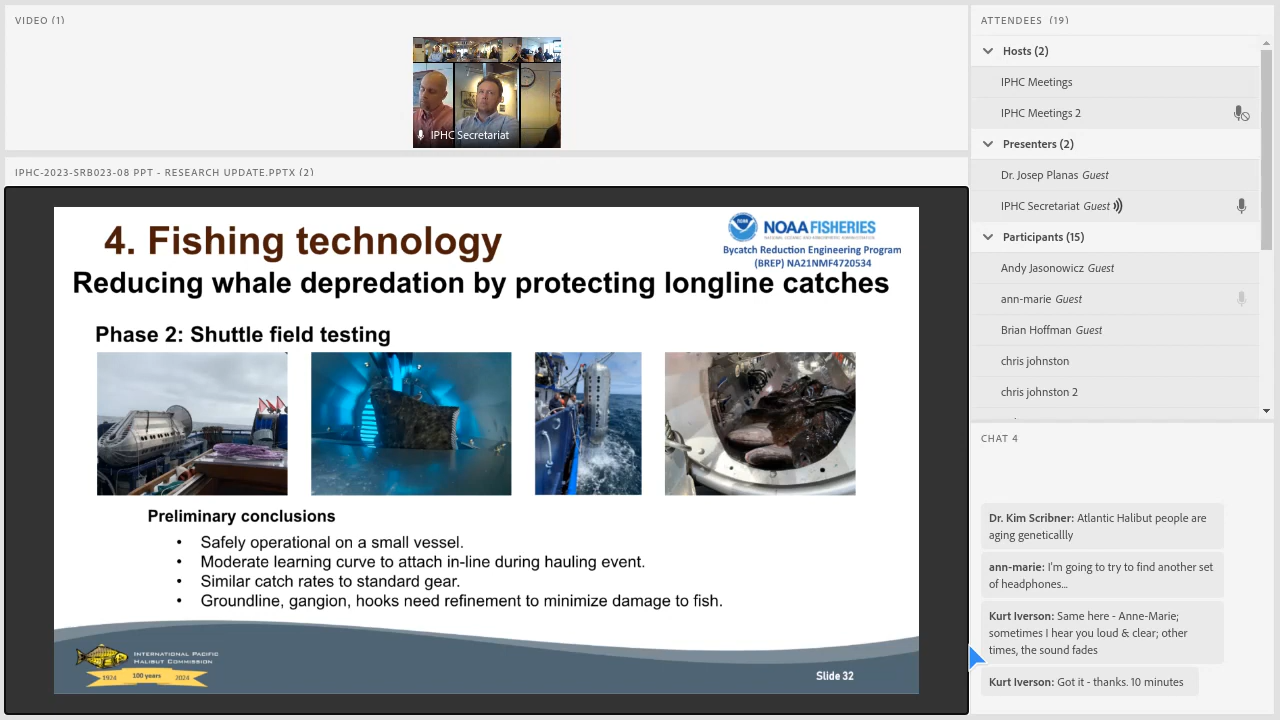 VIDEO (1)
IPHC Secretariat
IPHC-2023-SRB023-08 PPT - RESEARCH UPDATE.PPTX (2)
4. Fishing technology
NOAA FISHERIES
Bycatch Reduction Engineering Program
(BREP) NA21NMF4720534
Reducing whale depredation by protecting longline catches
Phase 2: Shuttle field testing
Preliminary conclusions
• Safely operational on a small vessel.
• Moderate learning curve to attach in-line during hauling event.
• Similar catch rates to standard gear.
• Groundline, gangion, hooks need refinement to minimize damage to fish.
INTERNATIONAL PACIFIC
HALIBUT COMMISSION
1924 100 years 2024
Slide 32
ATTENDEES (19)
Hosts (2)
IPHC Meetings
IPHC Meetings 2
Presenters (2)
Dr. Josep Planas Guest
IPHC Secretariat Guest
Participants (15)
Andy Jasonowicz Guest
ann-marie Guest
Brian Hoffman Guest
chris johnston
chris johnston 2
CHAT 4
Dr. Kim Scribner: Atlantic Halibut people are
aging geneticallly
ann-marie: I'm going to try to find another set
of headphones...
Kurt Iverson: Same here - Anne-Marie;
sometimes I hear you loud & clear; other
times, the audio fades
Kurt Iverson: Got it - thanks. 10 minutes